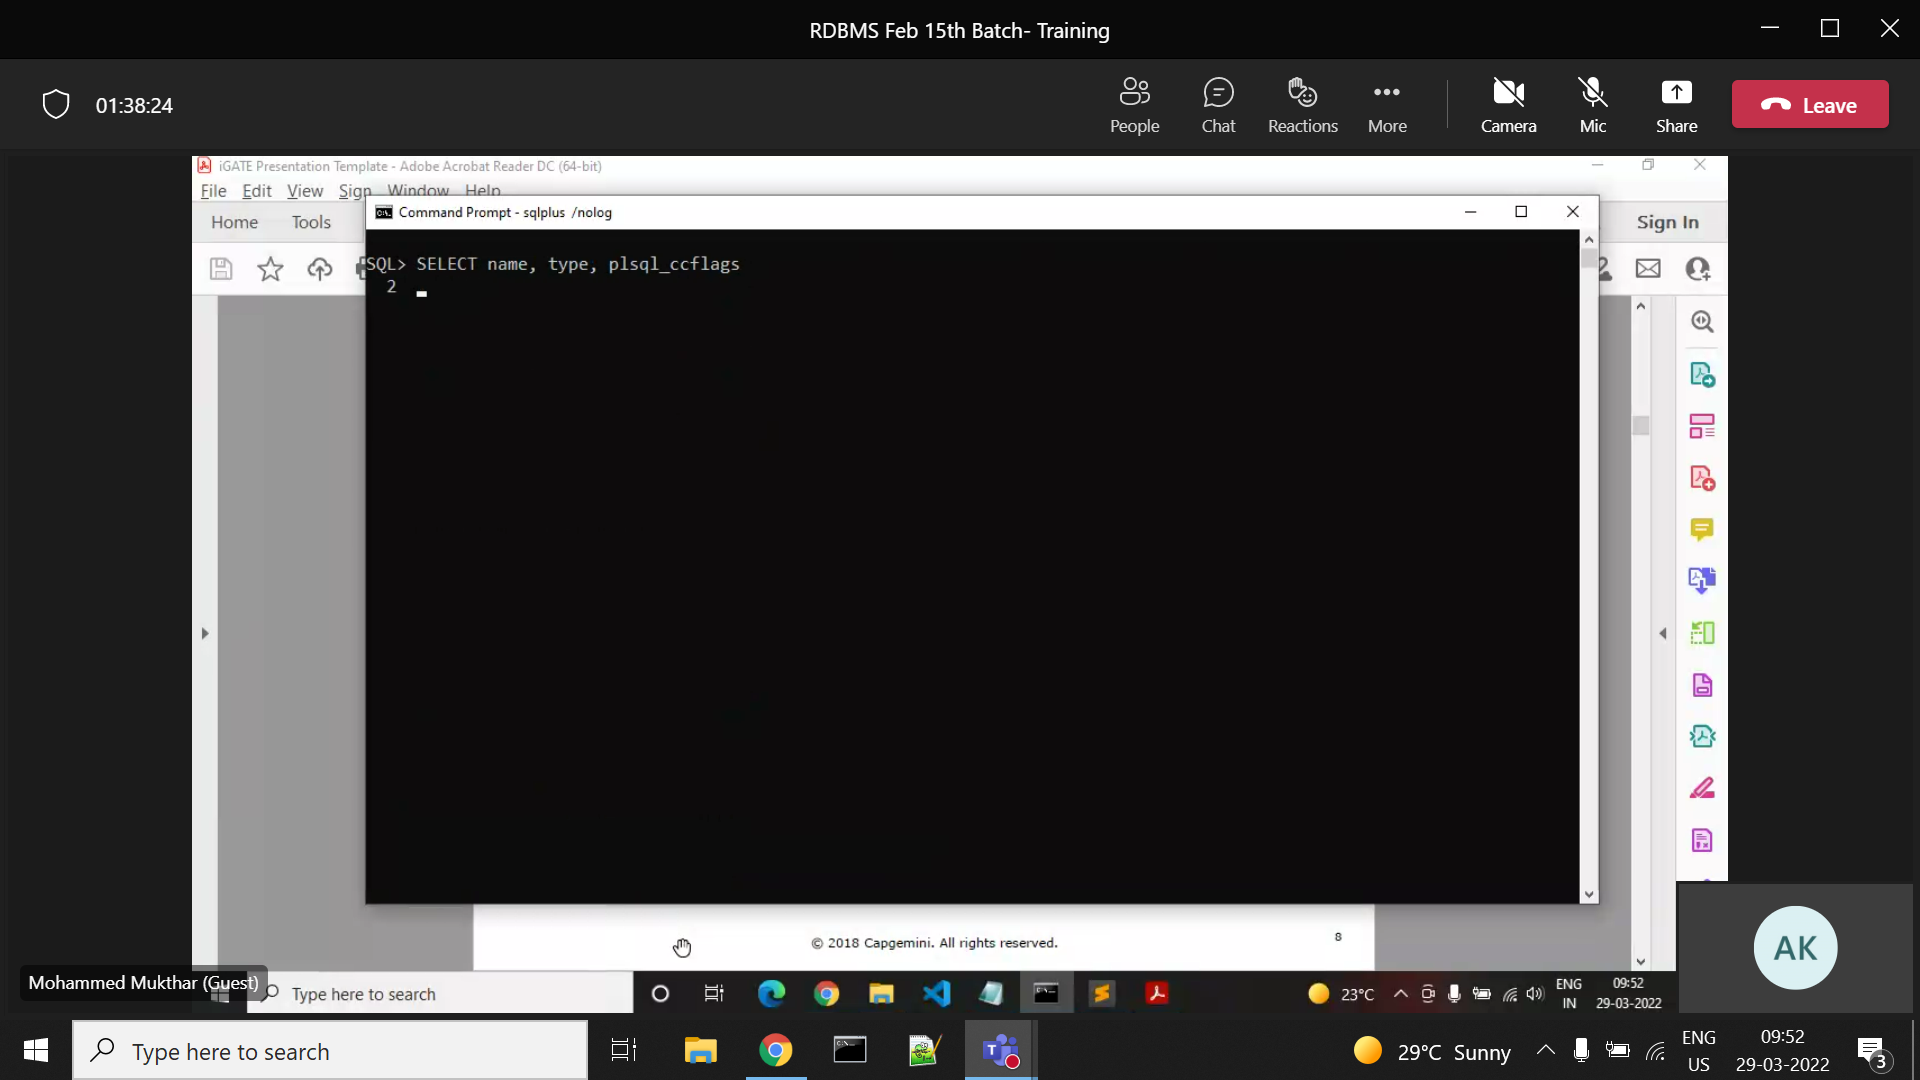 RDBMS Feb 15th Batch- Training
01:38:24
People
Chat
Reactions
More
Camera
Mic
Share
Leave
iGATE Presentation Template - Adobe Acrobat Reader DC (64-bit)
File Edit View Sign Window Help
Home Tools
Sign In
Command Prompt - sqlplus /nolog
SQL> SELECT name, type, plsql_ccflags
2
© 2018 Capgemini. All rights reserved.
8
AK
Mohammed Mukthar (Guest)
Type here to search
23°C
ENG
IN
09:52
29-03-2022
Type here to search
29°C Sunny
ENG
US
09:52
29-03-2022
3